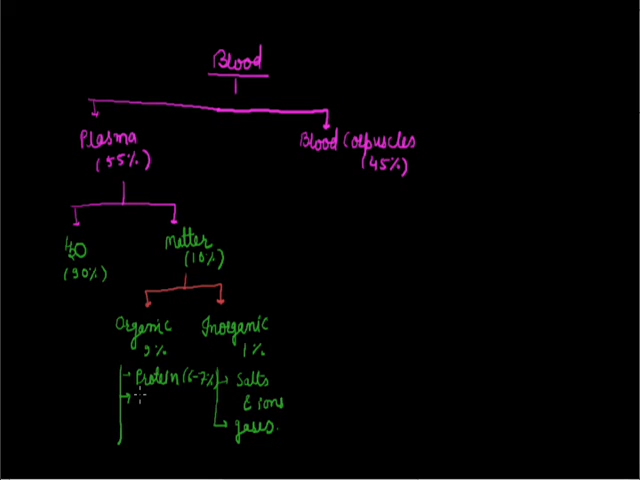 Blood
Plasma
(55%)
Blood Corpuscles
(45%)
H2O
(90%)
Matter
(10%)
Organic
9%
Inorganic
1%
→ Protein (6-7%)
→ Salts
& ions
gases.